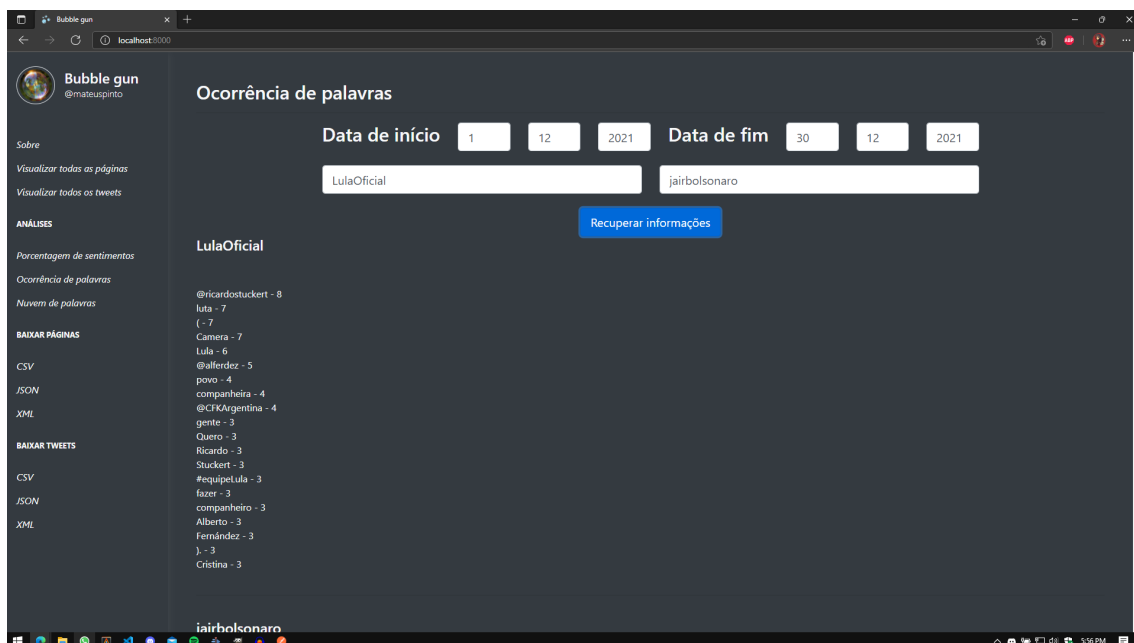 Bubble gun
localhost:8000
ABP
Bubble gun
@mateuspinto
Sobre
Visualizar todas as páginas
Visualizar todos os tweets
ANÁLISES
Porcentagem de sentimentos
Ocorrência de palavras
Nuvem de palavras
BAIXAR PÁGINAS
CSV
JSON
XML
BAIXAR TWEETS
CSV
JSON
XML
Ocorrência de palavras
Data de início 1 12 2021 Data de fim 30 12 2021
LulaOficial jairbolsonaro
Recuperar informações
LulaOficial
@ricardostuckert - 8
luta - 7
( - 7
Camera - 7
Lula - 6
@alferdez - 5
povo - 4
companheira - 4
@CFKArgentina - 4
gente - 3
Quero - 3
Ricardo - 3
Stuckert - 3
#equipeLula - 3
fazer - 3
companheiro - 3
Alberto - 3
Fernández - 3
). - 3
Cristina - 3
jairbolsonaro
5:56 PM